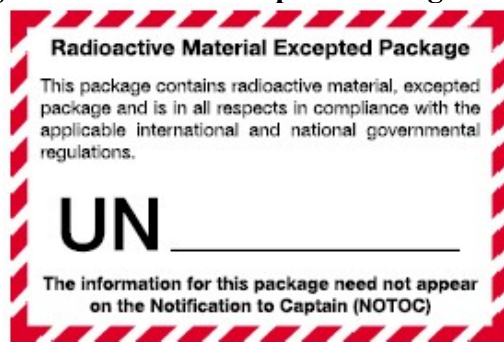 Radioactive Material Excepted Package
This package contains radioactive material, excepted
package and is in all respects in compliance with the
applicable international and national governmental
regulations.
UN
The information for this package need not appear
on the Notification to Captain (NOTOC)